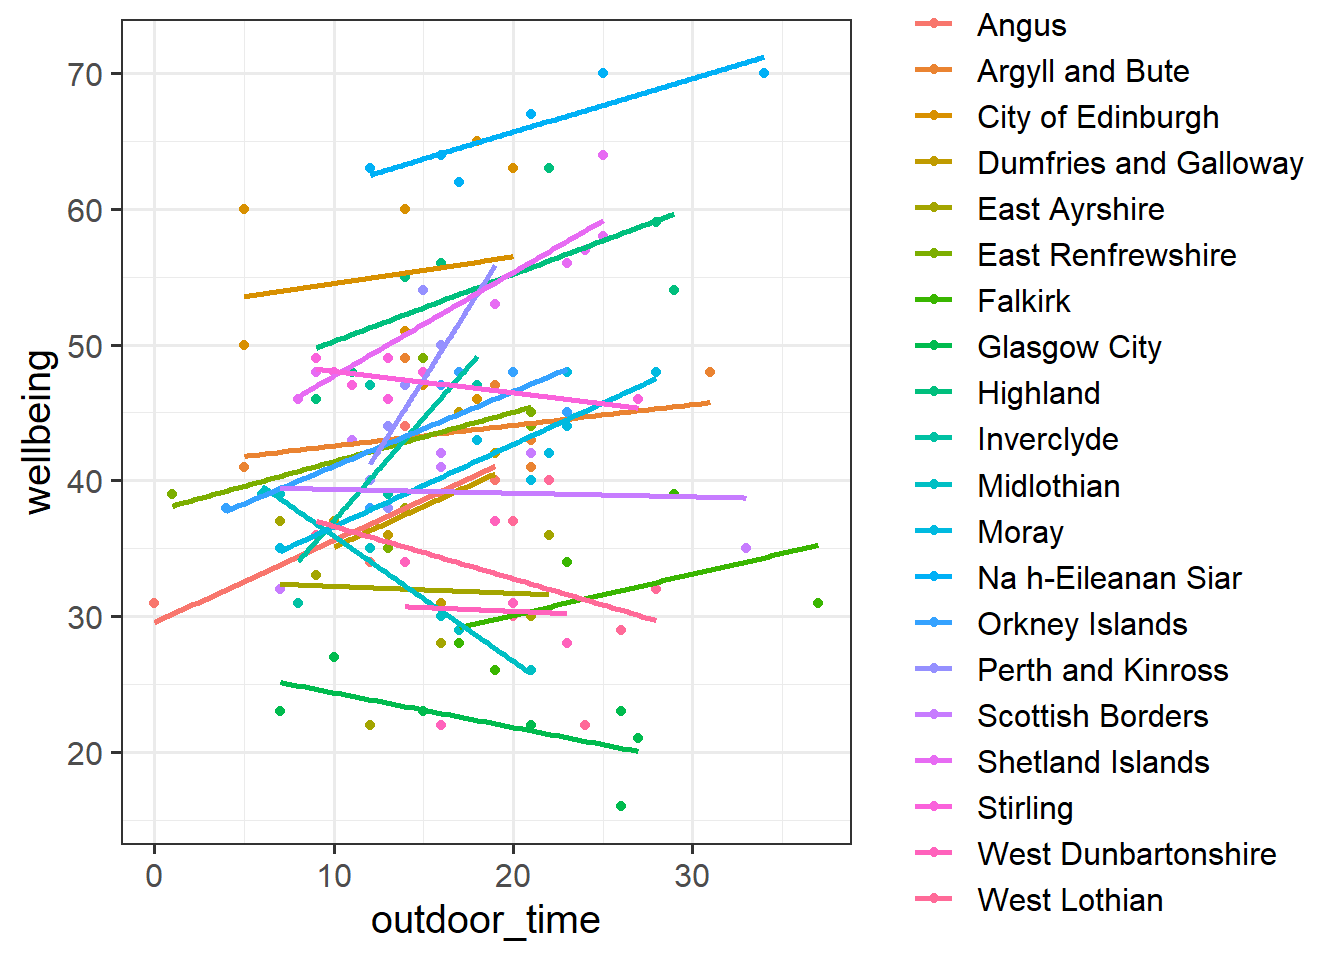 wellbeing
70
60
50
40
30
20
0
10
20
30
outdoor_time
Angus
Argyll and Bute
City of Edinburgh
Dumfries and Galloway
East Ayrshire
East Renfrewshire
Falkirk
Glasgow City
Highland
Inverclyde
Midlothian
Moray
Na h-Eileanan Siar
Orkney Islands
Perth and Kinross
Scottish Borders
Shetland Islands
Stirling
West Dunbartonshire
West Lothian